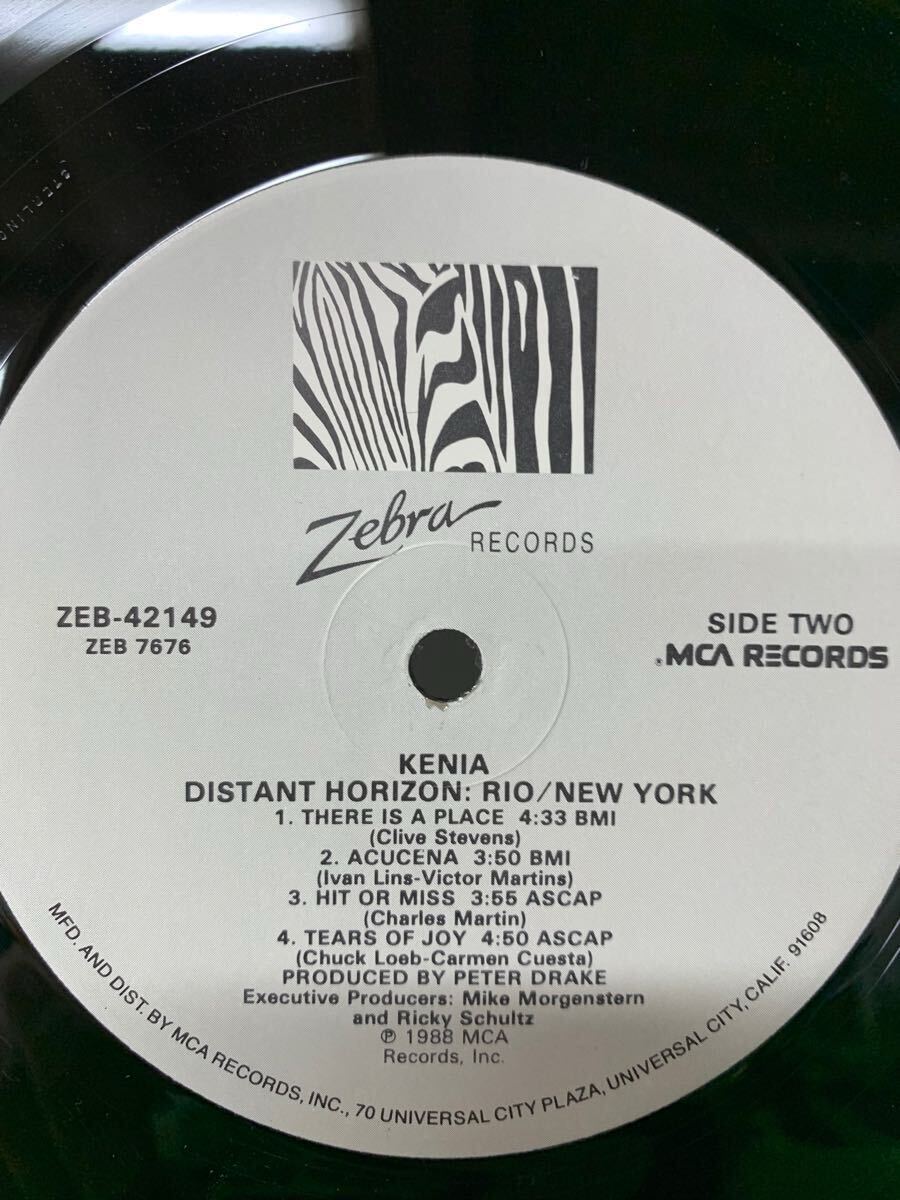 STERLING
Zebra RECORDS
ZEB-42149
ZEB 7676
SIDE TWO
®MCA RECORDS
KENIA
DISTANT HORIZON: RIO/NEW YORK
1. THERE IS A PLACE 4:33 BMI
(Clive Stevens)
2. ACUCENA 3:50 BMI
(Ivan Lins-Victor Martins)
3. HIT OR MISS 3:55 ASCAP
(Charles Martin)
4. TEARS OF JOY 4:50 ASCAP
(Chuck Loeb-Carmen Cuesta)
PRODUCED BY PETER DRAKE
Executive Producers: Mike Morgenstern
and Ricky Schultz
℗ 1988 MCA
Records, Inc.
MFD. AND DIST. BY MCA RECORDS, INC., 70 UNIVERSAL CITY PLAZA, UNIVERSAL CITY, CALIF. 91608